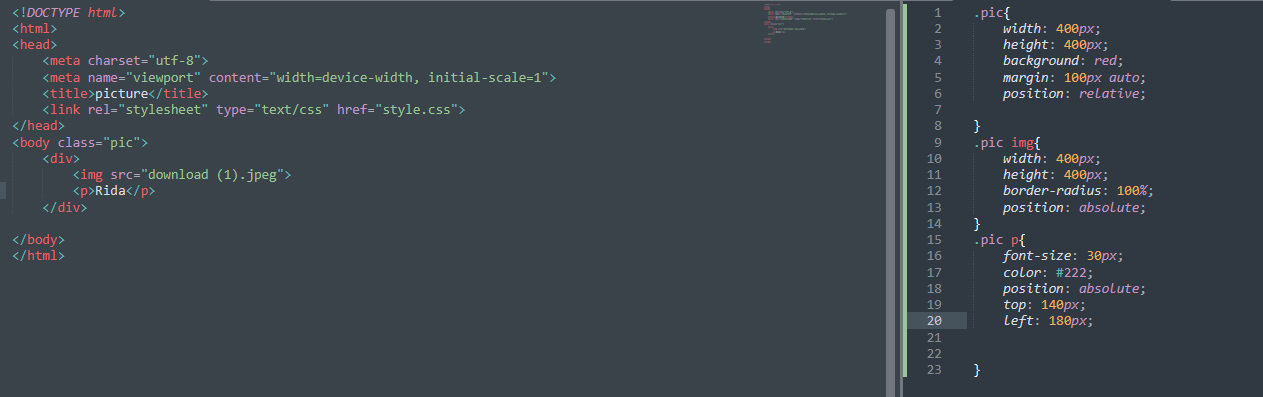 <!DOCTYPE html>
<html>
<head>
    <meta charset="utf-8">
    <meta name="viewport" content="width=device-width, initial-scale=1">
    <title>picture</title>
    <link rel="stylesheet" type="text/css" href="style.css">
</head>
<body class="pic">
    <div>
        <img src="download (1).jpeg">
        <p>Rida</p>
    </div>

</body>
</html>
1 .pic{
2     width: 400px;
3     height: 400px;
4     background: red;
5     margin: 100px auto;
6     position: relative;
7
8 }
9 .pic img{
10     width: 400px;
11     height: 400px;
12     border-radius: 100%;
13     position: absolute;
14 }
15 .pic p{
16     font-size: 30px;
17     color: #222;
18     position: absolute;
19     top: 140px;
20     left: 180px;
21
22
23 }